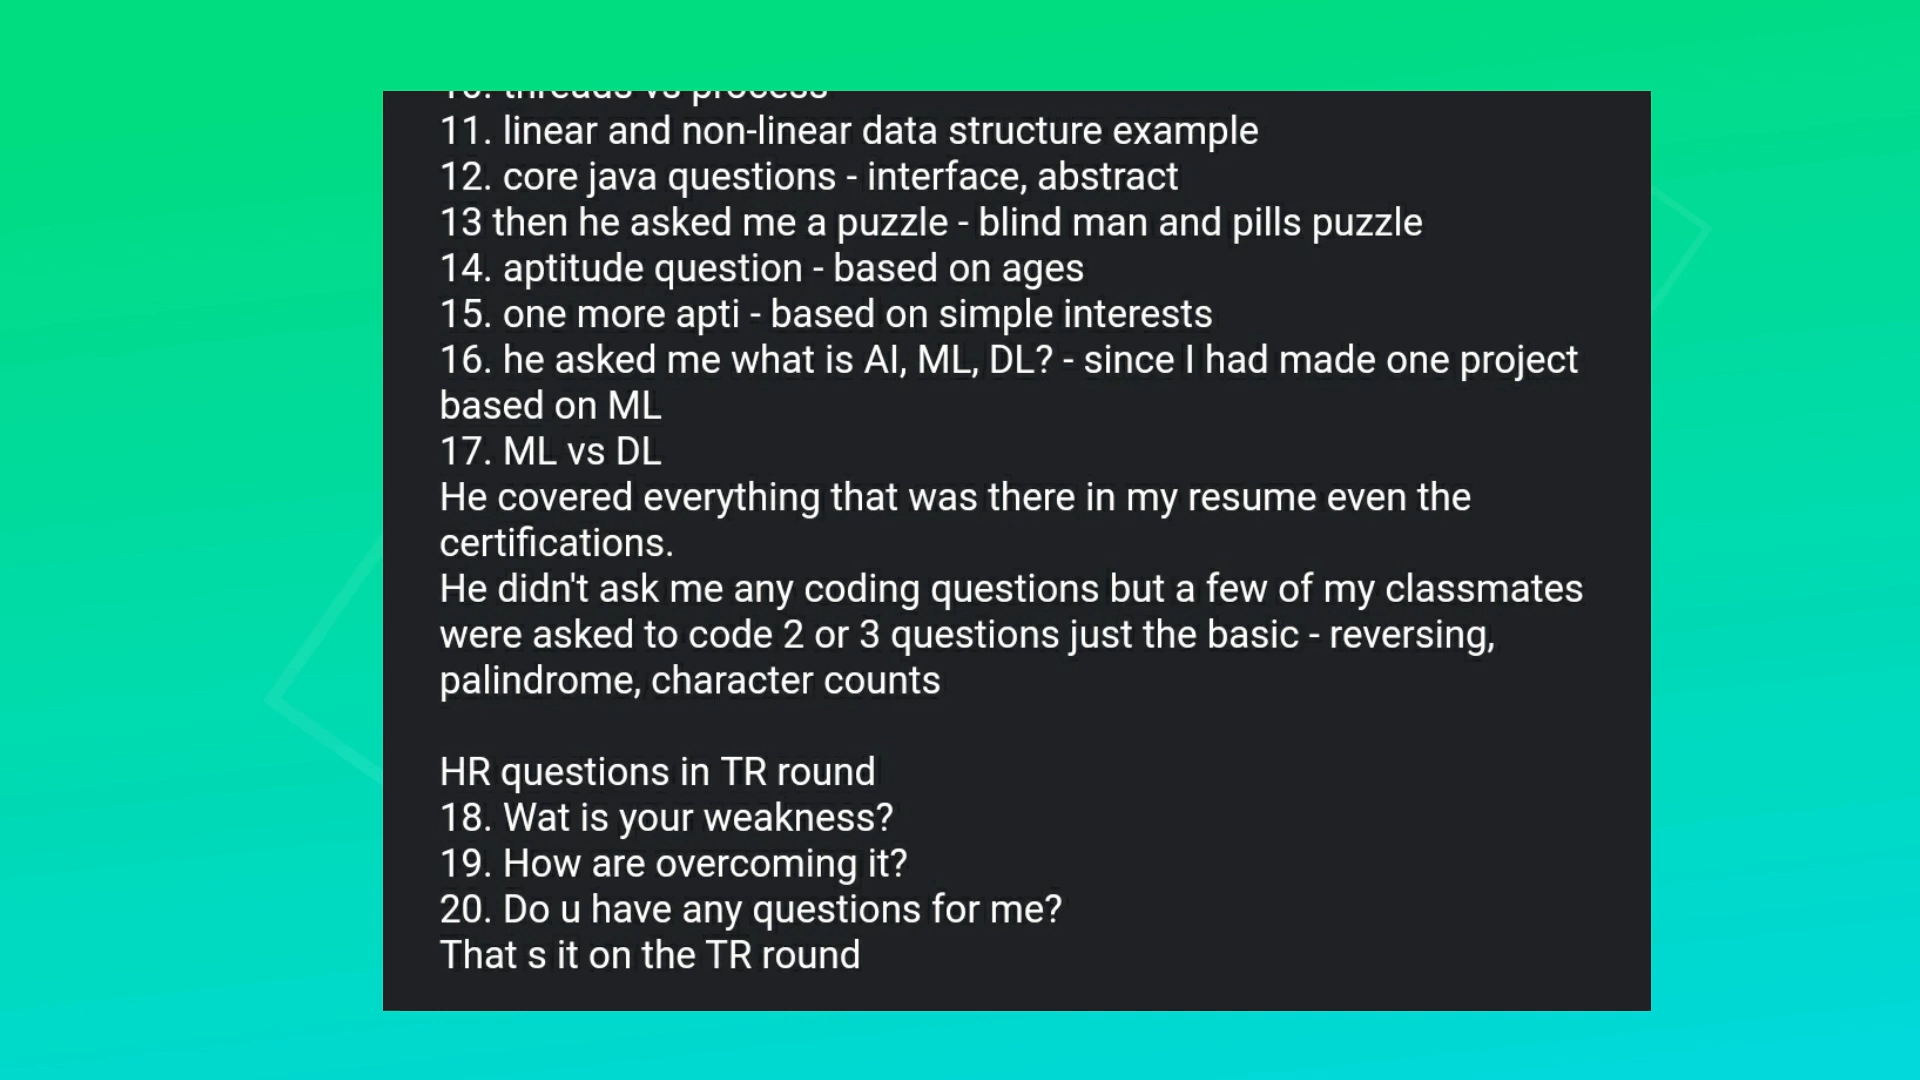 10. threads vs process
11. linear and non-linear data structure example
12. core java questions - interface, abstract
13 then he asked me a puzzle - blind man and pills puzzle
14. aptitude question - based on ages
15. one more apti - based on simple interests
16. he asked me what is AI, ML, DL? - since I had made one project
based on ML
17. ML vs DL
He covered everything that was there in my resume even the
certifications.
He didn't ask me any coding questions but a few of my classmates
were asked to code 2 or 3 questions just the basic - reversing,
palindrome, character counts
HR questions in TR round
18. Wat is your weakness?
19. How are overcoming it?
20. Do u have any questions for me?
That s it on the TR round